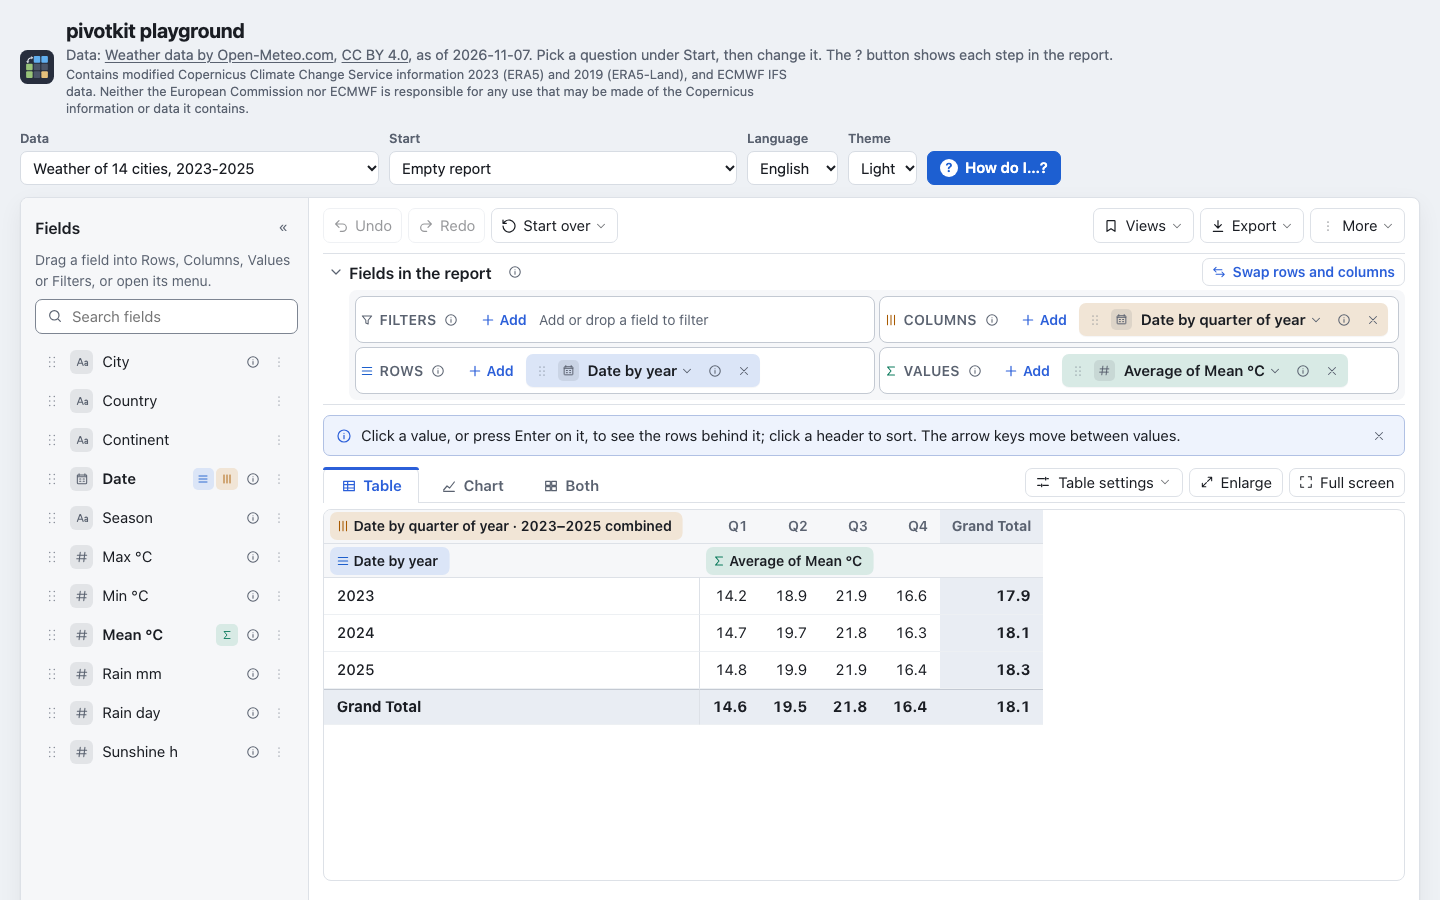 pivotkit playground
Data: Weather data by Open-Meteo.com, CC BY 4.0, as of 2026-11-07. Pick a question under Start, then change it. The ? button shows each step in the report.
Contains modified Copernicus Climate Change Service information 2023 (ERA5) and 2019 (ERA5-Land), and ECMWF IFS
data. Neither the European Commission nor ECMWF is responsible for any use that may be made of the Copernicus
information or data it contains.
Data Start Language Theme
Weather of 14 cities, 2023-2025 Empty report English Light ? How do I...?
Fields «
Drag a field into Rows, Columns, Values
or Filters, or open its menu.
Search fields
Aa City
Aa Country
Aa Continent
Date
Aa Season
# Max °C
# Min °C
# Mean °C Σ
# Rain mm
# Rain day
# Sunshine h
Undo Redo Start over Views Export More
Fields in the report Swap rows and columns
FILTERS + Add Add or drop a field to filter
COLUMNS + Add Date by quarter of year
ROWS + Add Date by year
Σ VALUES + Add # Average of Mean °C
Click a value, or press Enter on it, to see the rows behind it; click a header to sort. The arrow keys move between values.
Table Chart Both Table settings Enlarge Full screen
Date by quarter of year · 2023–2025 combined Q1 Q2 Q3 Q4 Grand Total
Date by year Σ Average of Mean °C
2023 14.2 18.9 21.9 16.6 17.9
2024 14.7 19.7 21.8 16.3 18.1
2025 14.8 19.9 21.9 16.4 18.3
Grand Total 14.6 19.5 21.8 16.4 18.1